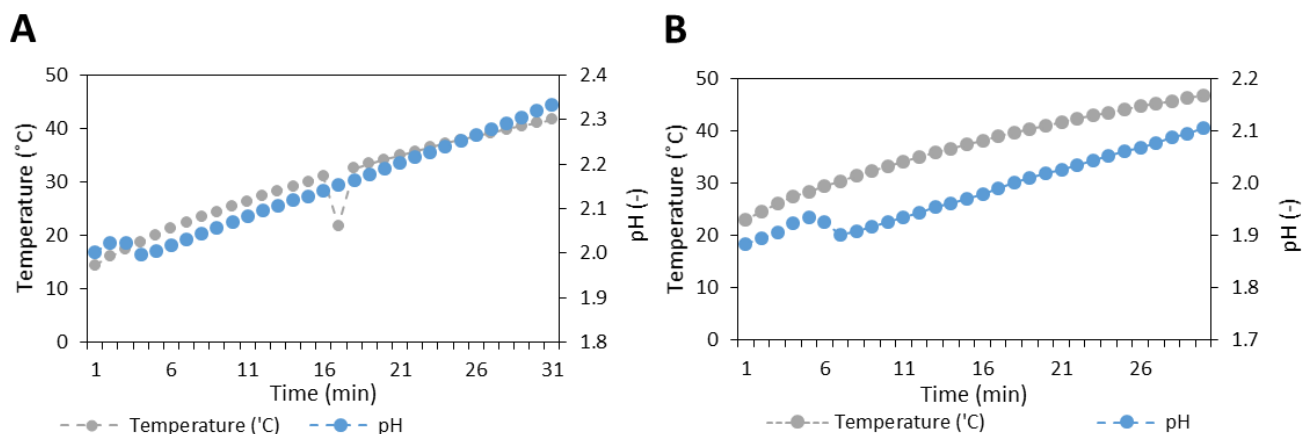 A
Temperature (˚C)
50
40
30
20
10
0
2.4
2.3
2.2
2.1
2.0
1.9
1.8
pH (-)
1 6 11 16 21 26 31
Time (min)
Temperature ('C) pH
B
Temperature (˚C)
50
40
30
20
10
0
2.2
2.1
2.0
1.9
1.8
1.7
pH (-)
1 6 11 16 21 26
Time (min)
Temperature ('C) pH